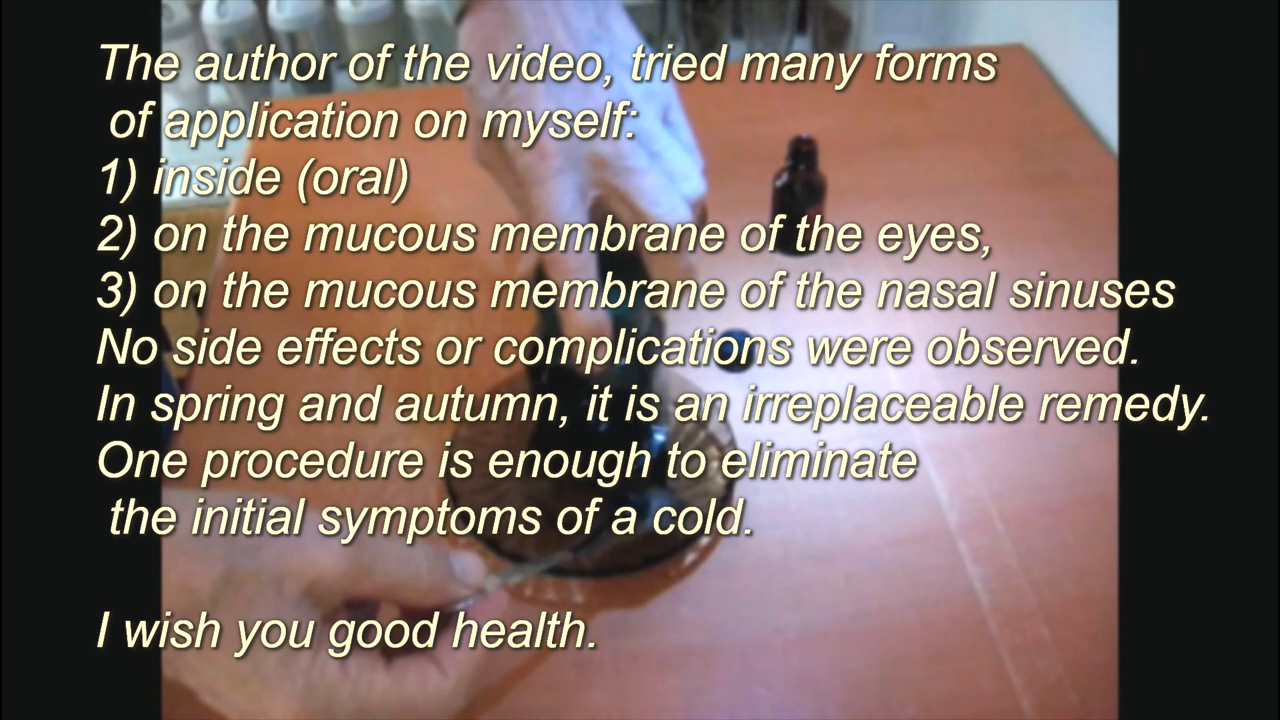 The author of the video, tried many forms
of application on myself:
1) inside (oral)
2) on the mucous membrane of the eyes,
3) on the mucous membrane of the nasal sinuses
No side effects or complications were observed.
In spring and autumn, it is an irreplaceable remedy.
One procedure is enough to eliminate
the initial symptoms of a cold.
I wish you good health.